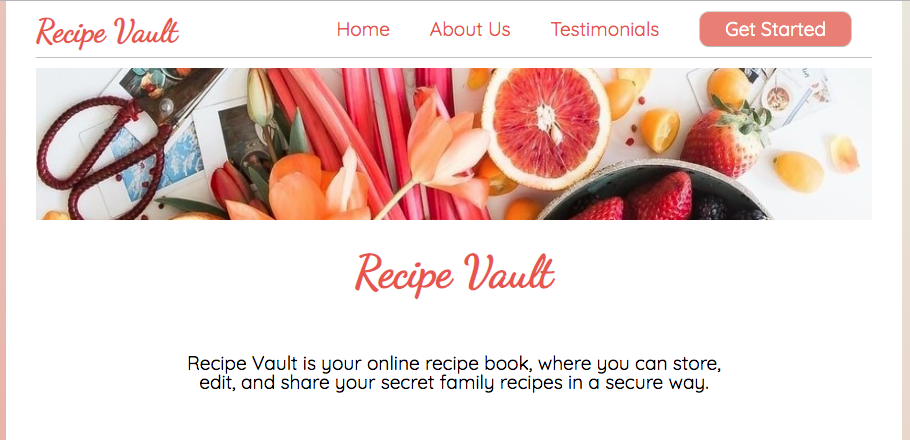 Recipe Vault
Home
About Us
Testimonials
Get Started
Recipe Vault
Recipe Vault is your online recipe book, where you can store,
edit, and share your secret family recipes in a secure way.